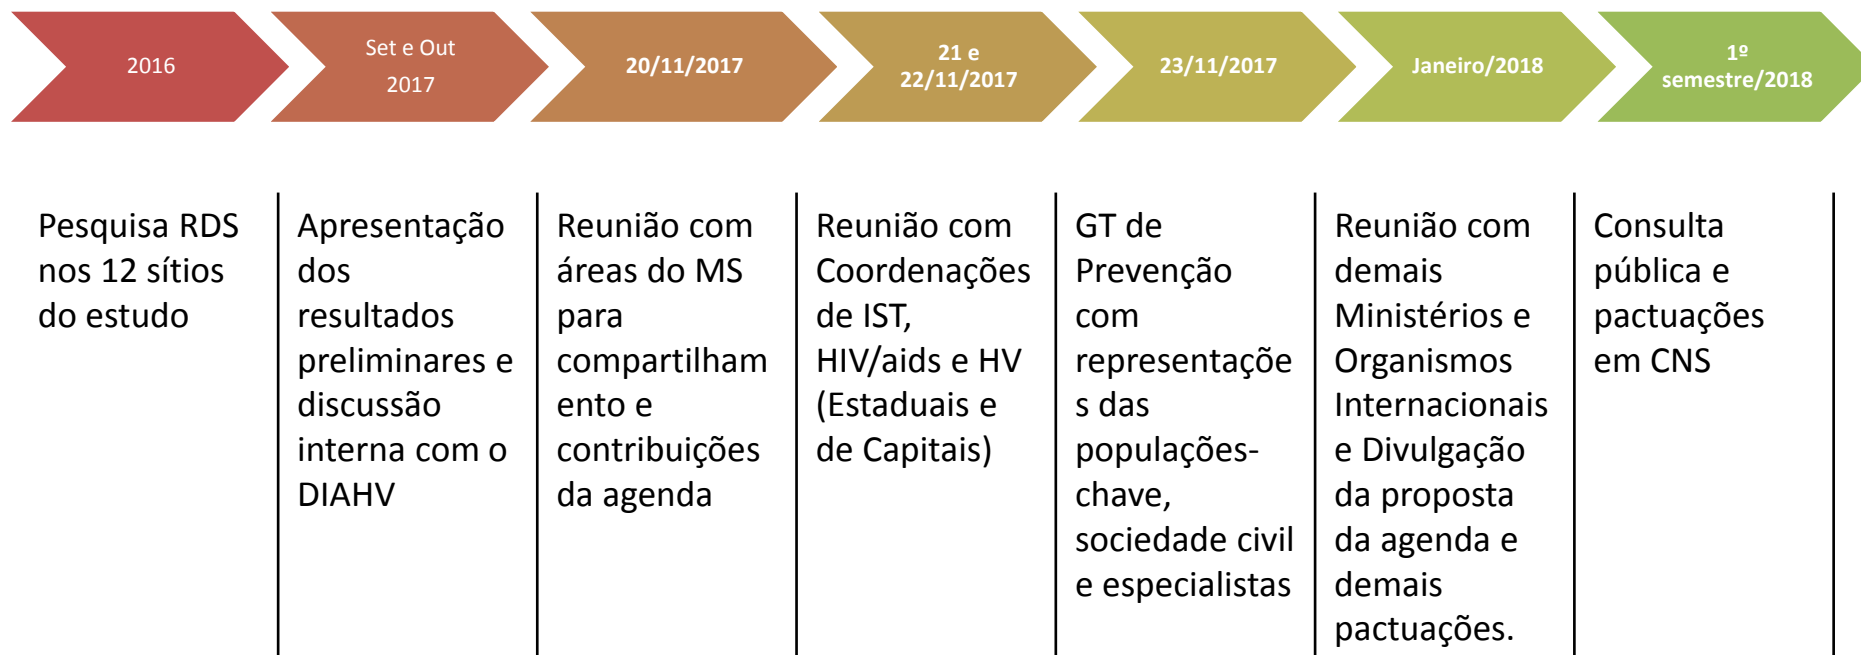 2016
Set e Out
2017
20/11/2017
21 e
22/11/2017
23/11/2017
Janeiro/2018
1º
semestre/2018
Pesquisa RDS
nos 12 sítios
do estudo
Apresentação
dos
resultados
preliminares e
discussão
interna com o
DIAHV
Reunião com
áreas do MS
para
compartilham
ento e
contribuições
da agenda
Reunião com
Coordenações
de IST,
HIV/aids e HV
(Estaduais e
de Capitais)
GT de
Prevenção
com
representaçõe
s das
populações-
chave,
sociedade civil
e especialistas
Reunião com
demais
Ministérios e
Organismos
Internacionais
e Divulgação
da proposta
da agenda e
demais
pactuações.
Consulta
pública e
pactuações
em CNS